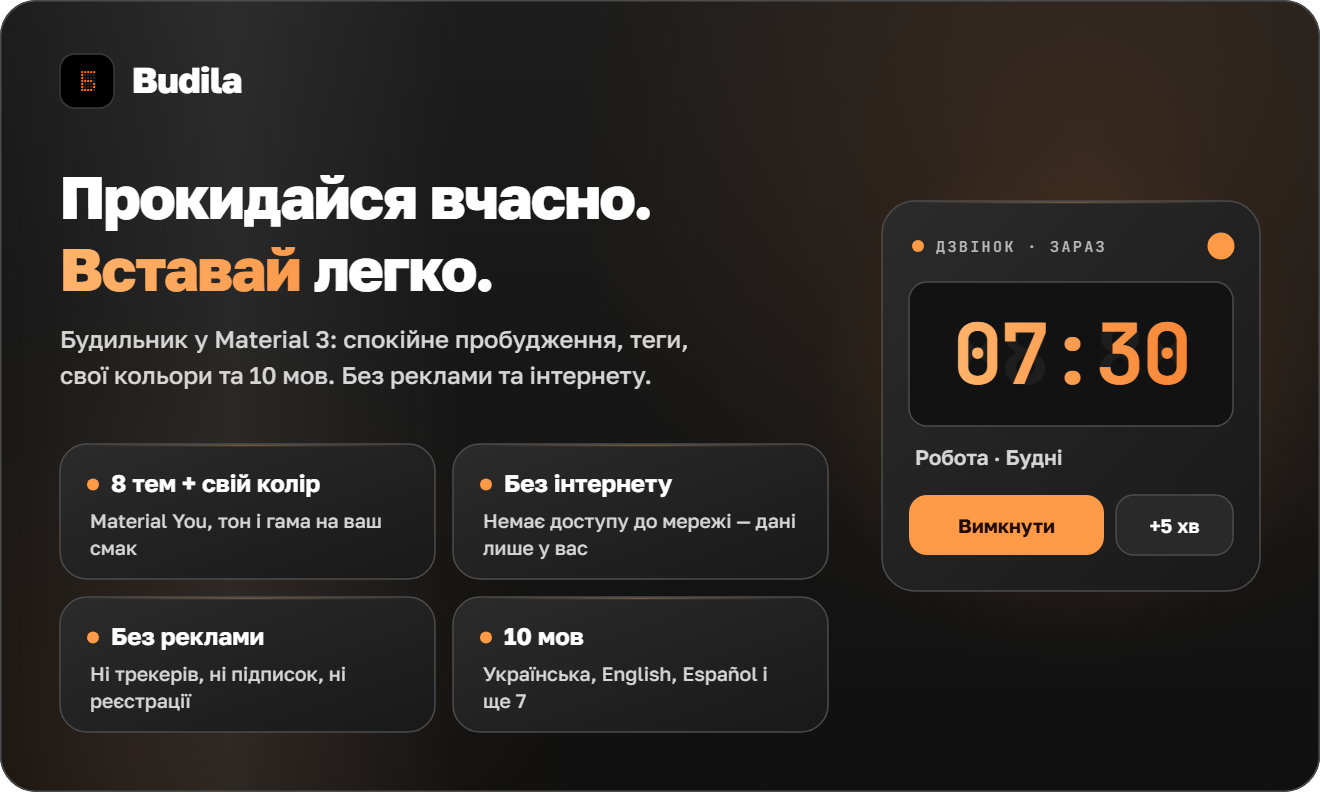 Б
Budila
Прокидайся вчасно.
Вставай легко.
Будильник у Material 3: спокійне пробудження, теги,
свої кольори та 10 мов. Без реклами та інтернету.
8 тем + свій колір
Material You, тон і гама на ваш
смак
Без інтернету
Немає доступу до мережі — дані
лише у вас
Без реклами
Ні трекерів, ні підписок, ні
реєстрації
10 мов
Українська, English, Español і
ще 7
ДЗВІНОК · ЗАРАЗ
07:30
Робота · Будні
Вимкнути
+5 хв